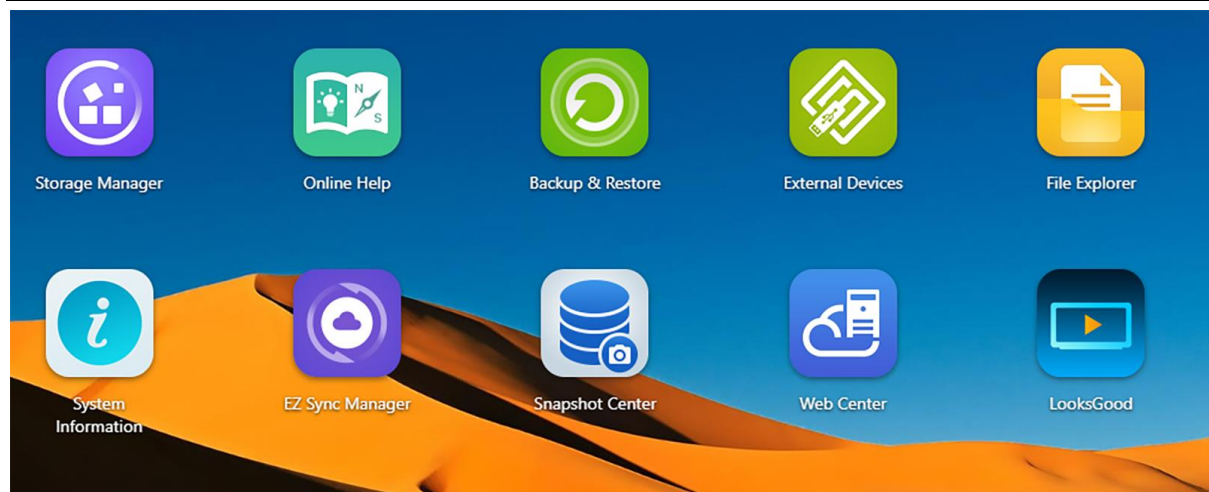 Storage Manager
N
S
Online Help
Backup & Restore
External Devices
File Explorer
i
System
Information
EZ Sync Manager
Snapshot Center
Web Center
LooksGood